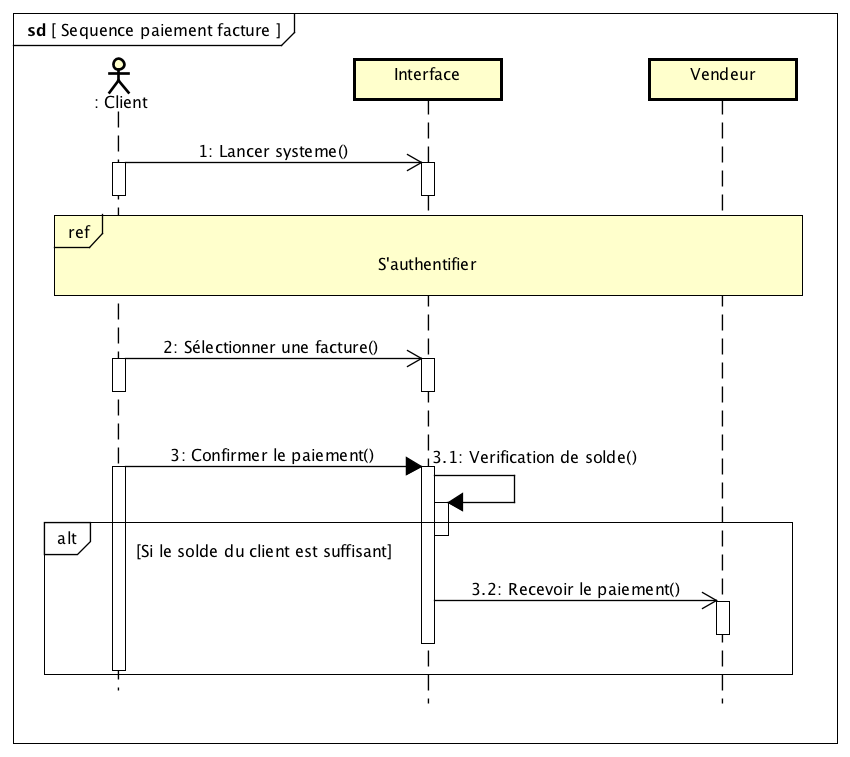 sd [ Sequence paiement facture ]
: Client
Interface
Vendeur
1: Lancer systeme()
ref
S'authentifier
2: Sélectionner une facture()
3: Confirmer le paiement()
3.1: Verification de solde()
alt
[Si le solde du client est suffisant]
3.2: Recevoir le paiement()